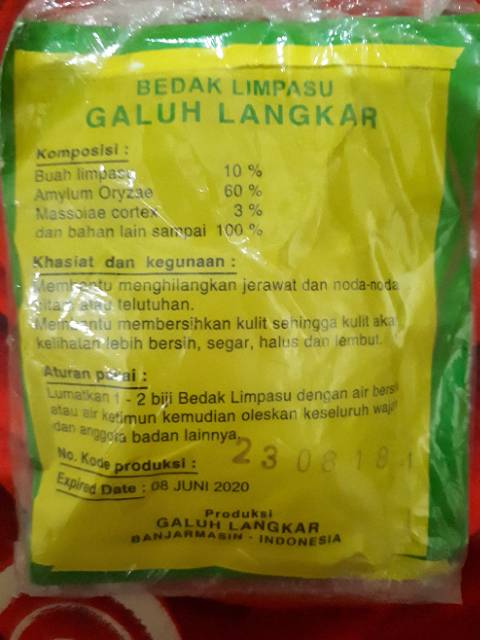 BEDAK LIMPASU
GALUH LANGKAR
Komposisi :
Buah limpasu 10 %
Amylum Oryzae 60 %
Massoiae cortex 3 %
dan bahan lain sampai 100 %
Khasiat dan kegunaan :
Membantu menghilangkan jerawat dan noda-noda
hitam atau telutuhan.
Membantu membersihkan kulit sehingga kulit aka
kelihatan lebih bersih, segar, halus dan lembut.
Aturan pakai :
Lumatkan 1 - 2 biji Bedak Limpasu dengan air bersi
atau air ketimun kemudian oleskan keseluruh waja
dan anggota badan lainnya.
No. Kode produksi : 23 08 18 1
Expired Date : 08 JUNI 2020
Produksi
GALUH LANGKAR
BANJARMASIN - INDONESIA